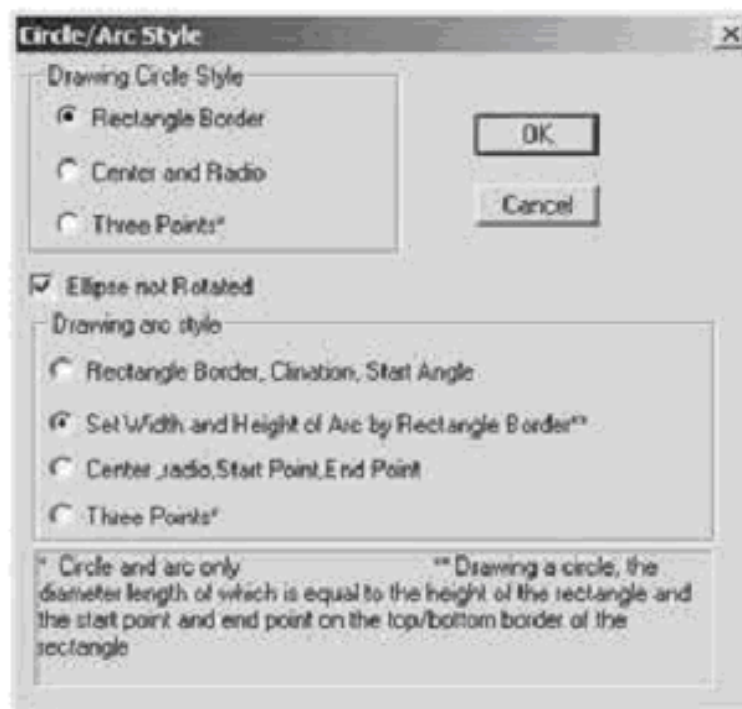 Circle/Arc Style
Drawing Circle Style
Rectangle Border
OK
Center and Radio
Cancel
Three Points*
Ellipse not Rotated
Drawing arc style
Rectangle Border, Clination, Start Angle
Set Width and Height of Arc by Rectangle Border**
Center ,radio,Start Point,End Point
Three Points*
* Circle and arc only ** Drawing a circle, the
diameter length of which is equal to the height of the rectangle and
the start point and end point on the top/bottom border of the
rectangle